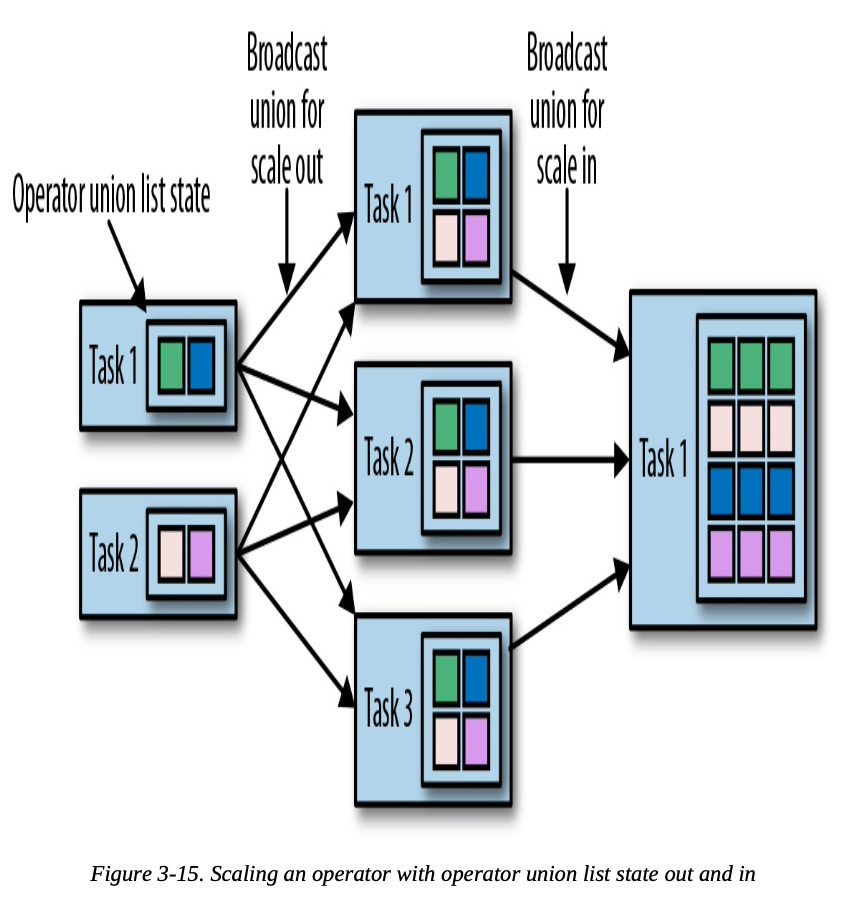 Broadcast
union for
scale out
Broadcast
union for
scale in
Operator union list state
Task 1
Task 2
Task 1
Task 2
Task 3
Task 1
Figure 3-15. Scaling an operator with operator union list state out and in